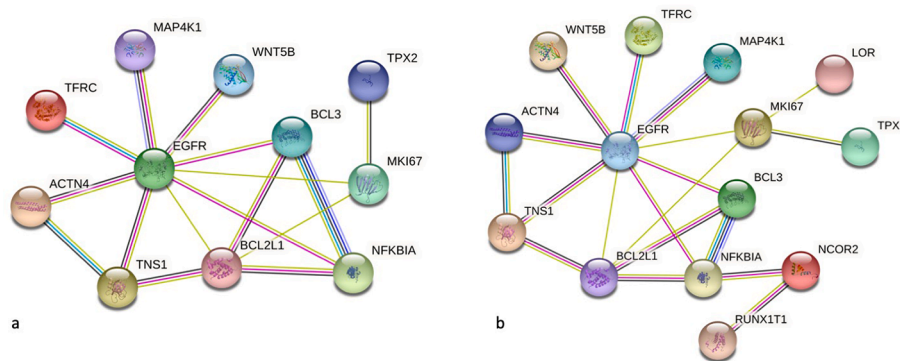 MAP4K1
WNT5B
TFRC
TPX2
BCL3
EGFR
MKI67
ACTN4
BCL2L1
NFKBIA
TNS1
a
TFRC
WNT5B
MAP4K1
LOR
MKI67
ACTN4
EGFR
TPX
BCL3
TNS1
BCL2L1
NFKBIA
NCOR2
RUNX1T1
b